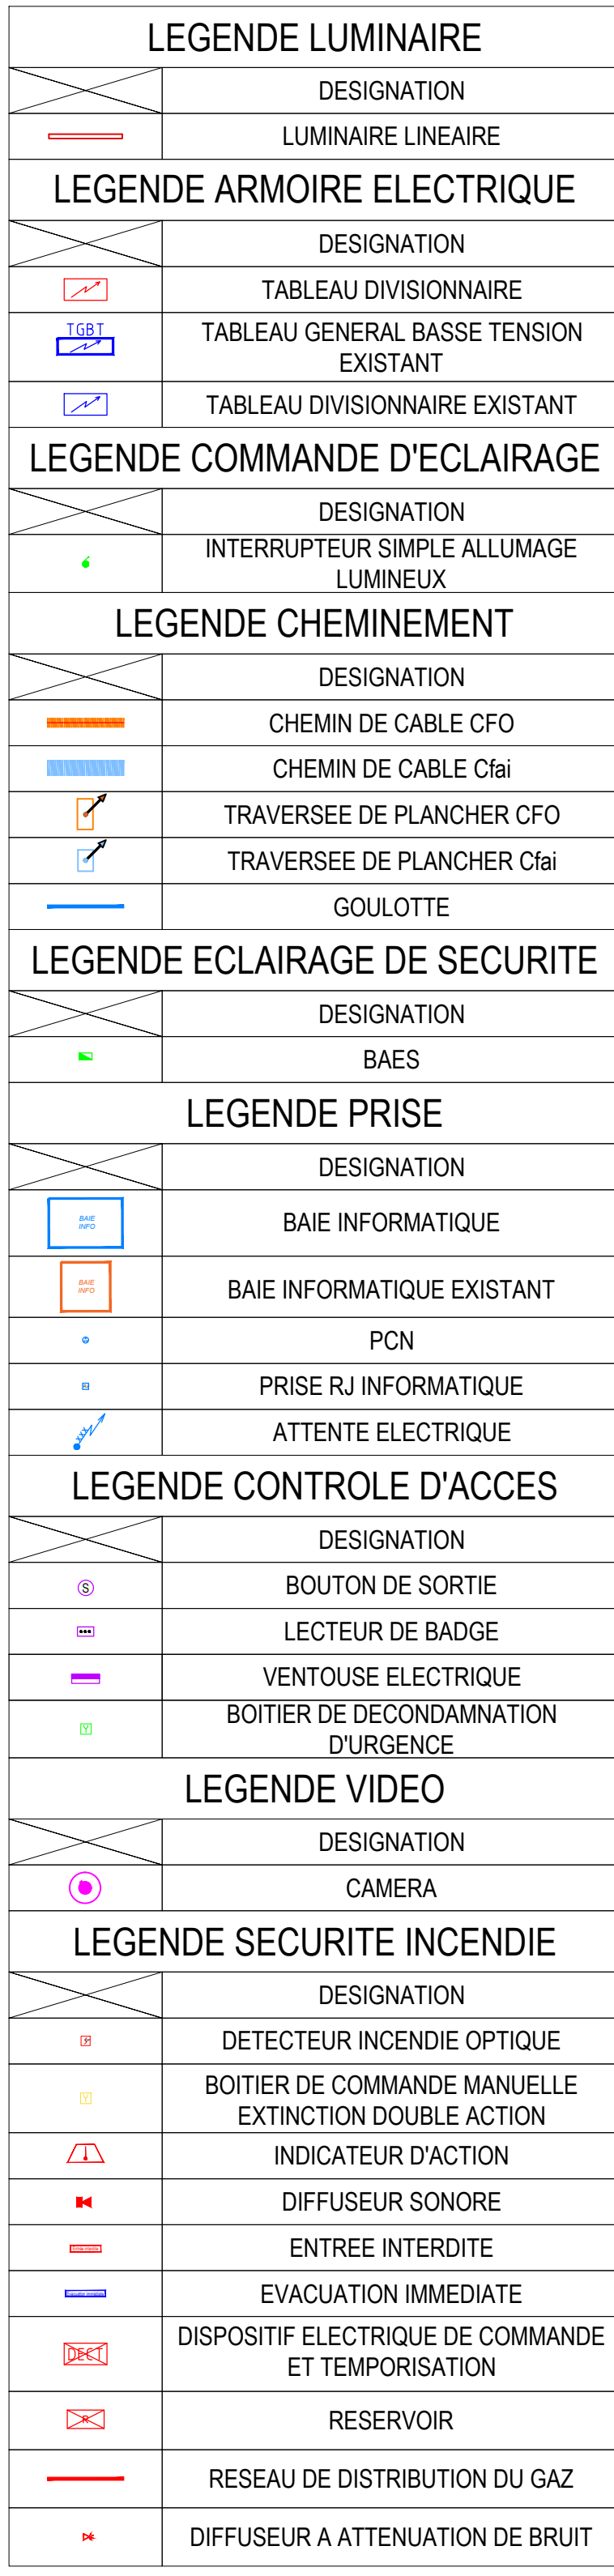 LEGENDE LUMINAIRE
DESIGNATION
LUMINAIRE LINEAIRE
LEGENDE ARMOIRE ELECTRIQUE
DESIGNATION
TABLEAU DIVISIONNAIRE
TGBT
TABLEAU GENERAL BASSE TENSION
EXISTANT
TABLEAU DIVISIONNAIRE EXISTANT
LEGENDE COMMANDE D'ECLAIRAGE
DESIGNATION
INTERRUPTEUR SIMPLE ALLUMAGE
LUMINEUX
LEGENDE CHEMINEMENT
DESIGNATION
CHEMIN DE CABLE CFO
CHEMIN DE CABLE Cfai
TRAVERSEE DE PLANCHER CFO
TRAVERSEE DE PLANCHER Cfai
GOULOTTE
LEGENDE ECLAIRAGE DE SECURITE
DESIGNATION
BAES
LEGENDE PRISE
DESIGNATION
BAIE
INFO
BAIE INFORMATIQUE
BAIE
INFO
BAIE INFORMATIQUE EXISTANT
PCN
RJ
PRISE RJ INFORMATIQUE
XXX
ATTENTE ELECTRIQUE
LEGENDE CONTROLE D'ACCES
DESIGNATION
S
BOUTON DE SORTIE
LECTEUR DE BADGE
VENTOUSE ELECTRIQUE
Y
BOITIER DE DECONDAMNATION
D'URGENCE
LEGENDE VIDEO
DESIGNATION
CAMERA
LEGENDE SECURITE INCENDIE
DESIGNATION
DETECTEUR INCENDIE OPTIQUE
Y
BOITIER DE COMMANDE MANUELLE
EXTINCTION DOUBLE ACTION
INDICATEUR D'ACTION
DIFFUSEUR SONORE
Entrée interdite
ENTREE INTERDITE
Evacuation immédiate
EVACUATION IMMEDIATE
DECT
DISPOSITIF ELECTRIQUE DE COMMANDE
ET TEMPORISATION
R
RESERVOIR
RESEAU DE DISTRIBUTION DU GAZ
DIFFUSEUR A ATTENUATION DE BRUIT